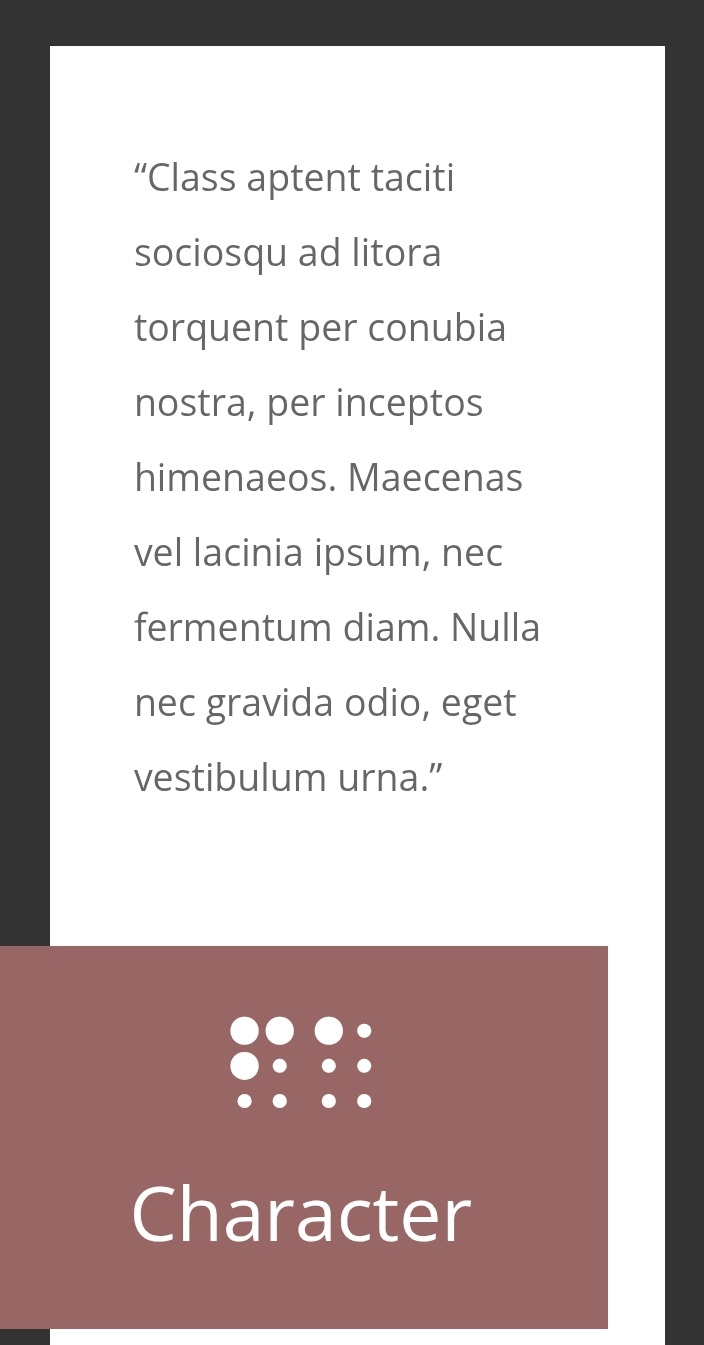 “Class aptent taciti
sociosqu ad litora
torquent per conubia
nostra, per inceptos
himenaeos. Maecenas
vel lacinia ipsum, nec
fermentum diam. Nulla
nec gravida odio, eget
vestibulum urna.”
Character